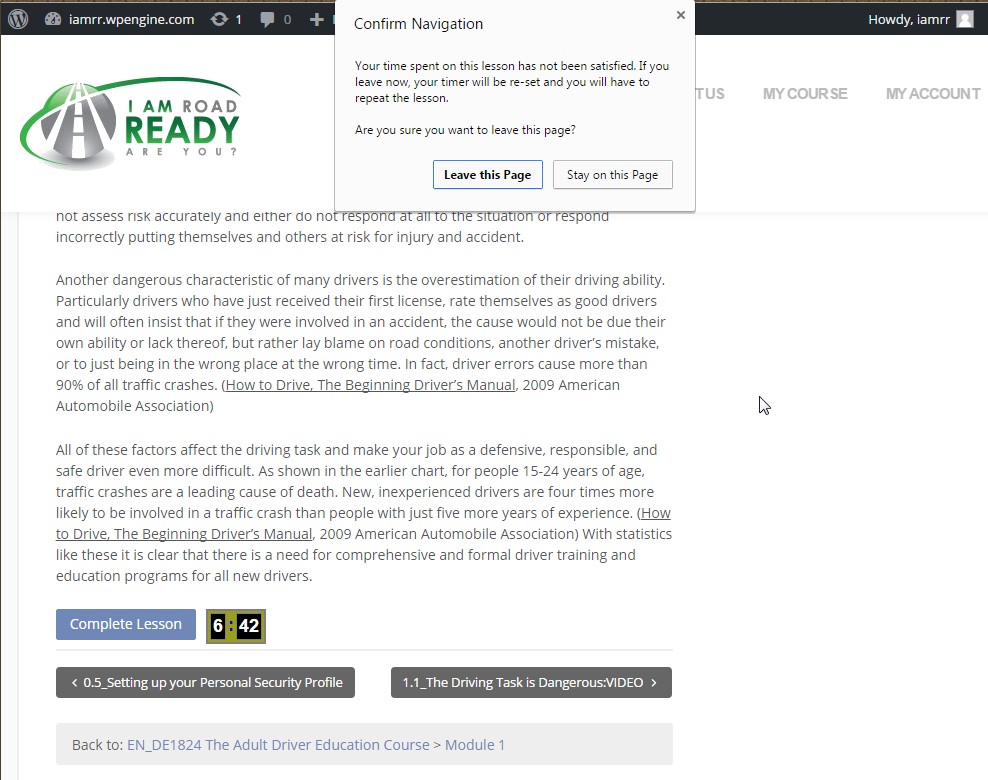 iamrr.wpengine.com 1 0
Howdy, iamrr
Confirm Navigation
Your time spent on this lesson has not been satisfied. If you
leave now, your timer will be re-set and you will have to
repeat the lesson.
Are you sure you want to leave this page?
Leave this Page Stay on this Page
I AM ROAD
READY
ARE YOU?
T US MY COURSE MY ACCOUNT
not assess risk accurately and either do not respond at all to the situation or respond
incorrectly putting themselves and others at risk for injury and accident.
Another dangerous characteristic of many drivers is the overestimation of their driving ability.
Particularly drivers who have just received their first license, rate themselves as good drivers
and will often insist that if they were involved in an accident, the cause would not be due their
own ability or lack thereof, but rather lay blame on road conditions, another driver's mistake,
or to just being in the wrong place at the wrong time. In fact, driver errors cause more than
90% of all traffic crashes. (How to Drive, The Beginning Driver's Manual, 2009 American
Automobile Association)
All of these factors affect the driving task and make your job as a defensive, responsible, and
safe driver even more difficult. As shown in the earlier chart, for people 15-24 years of age,
traffic crashes are a leading cause of death. New, inexperienced drivers are four times more
likely to be involved in a traffic crash than people with just five more years of experience. (How
to Drive, The Beginning Driver's Manual, 2009 American Automobile Association) With statistics
like these it is clear that there is a need for comprehensive and formal driver training and
education programs for all new drivers.
Complete Lesson 6:42
‹ 0.5_Setting up your Personal Security Profile 1.1_The Driving Task is Dangerous:VIDEO ›
Back to: EN_DE1824 The Adult Driver Education Course > Module 1